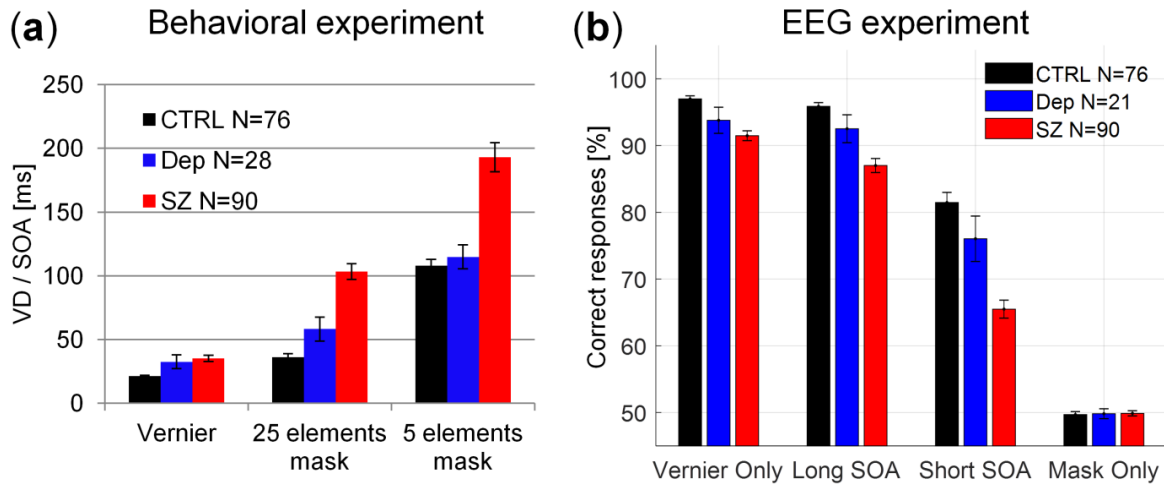 (a) Behavioral experiment
VD / SOA [ms]
250
200
150
100
50
0
CTRL N=76
Dep N=28
SZ N=90
Vernier
25 elements
mask
5 elements
mask
(b) EEG experiment
Correct responses [%]
100
90
80
70
60
50
CTRL N=76
Dep N=21
SZ N=90
Vernier Only
Long SOA
Short SOA
Mask Only